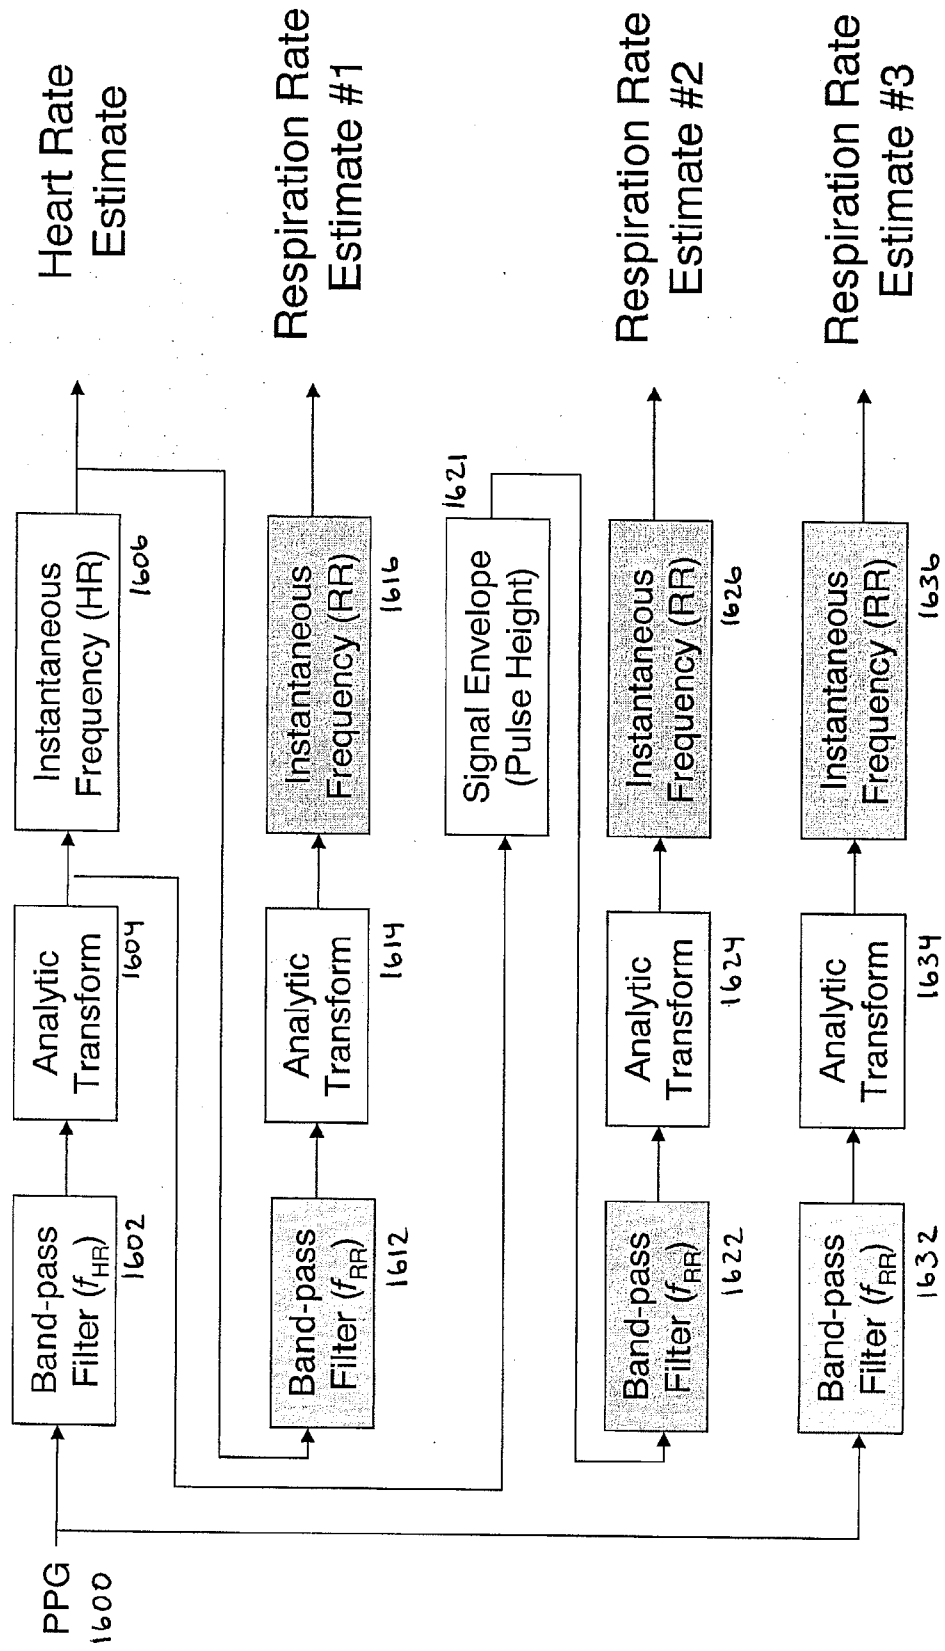 PPG
1600
Band-pass
Filter (fHR)
1602
Analytic
Transform
1604
Instantaneous
Frequency (HR)
1606
Heart Rate
Estimate
Band-pass
Filter (fRR)
1612
Analytic
Transform
1614
Instantaneous
Frequency (RR)
1616
Respiration Rate
Estimate #1
Signal Envelope
(Pulse Height)
1621
Band-pass
Filter (fRR)
1622
Analytic
Transform
1624
Instantaneous
Frequency (RR)
1626
Respiration Rate
Estimate #2
Band-pass
Filter (fRR)
1632
Analytic
Transform
1634
Instantaneous
Frequency (RR)
1636
Respiration Rate
Estimate #3